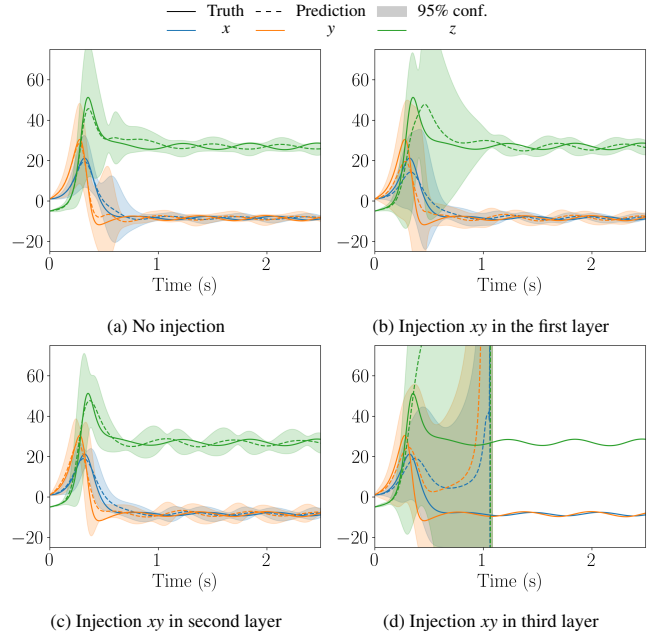 Truth Prediction 95% conf.
x y z
60
40
20
0
−20
0 1 2
Time (s)
(a) No injection
60
40
20
0
−20
0 1 2
Time (s)
(b) Injection xy in the first layer
60
40
20
0
−20
0 1 2
Time (s)
(c) Injection xy in second layer
60
40
20
0
−20
0 1 2
Time (s)
(d) Injection xy in third layer